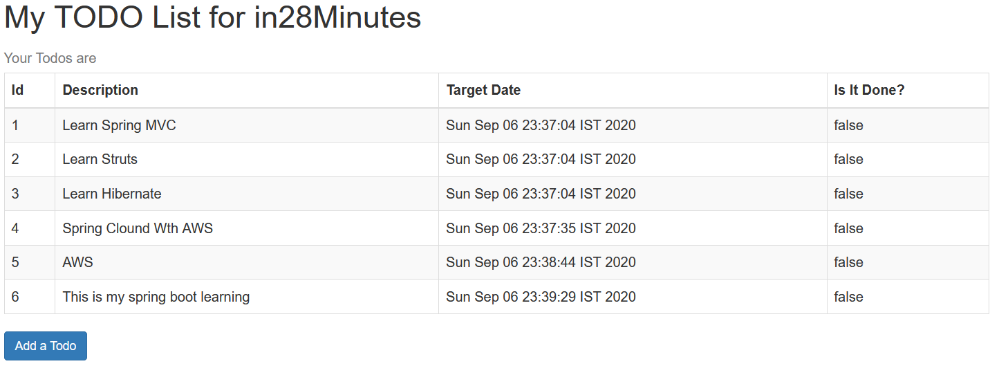 My TODO List for in28Minutes
Your Todos are
Id Description Target Date Is It Done?
1 Learn Spring MVC Sun Sep 06 23:37:04 IST 2020 false
2 Learn Struts Sun Sep 06 23:37:04 IST 2020 false
3 Learn Hibernate Sun Sep 06 23:37:04 IST 2020 false
4 Spring Clound Wth AWS Sun Sep 06 23:37:35 IST 2020 false
5 AWS Sun Sep 06 23:38:44 IST 2020 false
6 This is my spring boot learning Sun Sep 06 23:39:29 IST 2020 false
Add a Todo